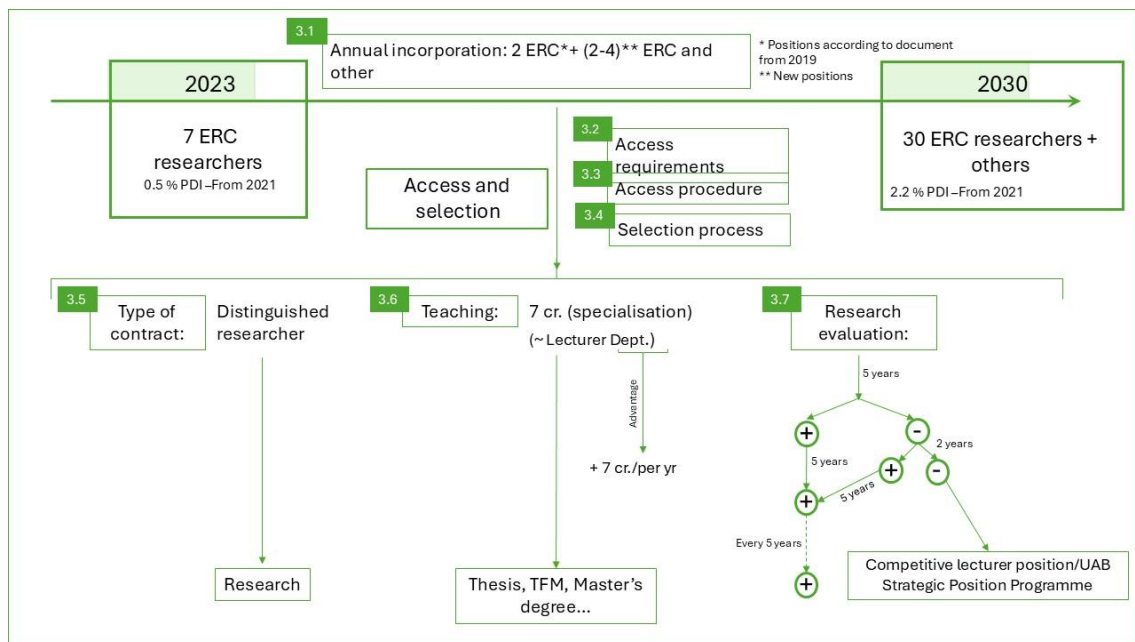 3.1
Annual incorporation: 2 ERC*+ (2-4)** ERC and
other
* Positions according to document
from 2019
** New positions
2023
7 ERC
researchers
0.5 % PDI –From 2021
2030
30 ERC researchers +
others
2.2 % PDI –From 2021
Access and
selection
3.2
Access
requirements
3.3
Access procedure
3.4
Selection process
3.5
Type of
contract:
Distinguished
researcher
Research
3.6
Teaching:
7 cr. (specialisation)
(~ Lecturer Dept.)
Advantage
+ 7 cr./per yr
Thesis, TFM, Master’s
degree...
3.7
Research
evaluation:
5 years
+
-
2 years
5 years
+
-
5 years
+
Every 5 years
+
Competitive lecturer position/UAB
Strategic Position Programme